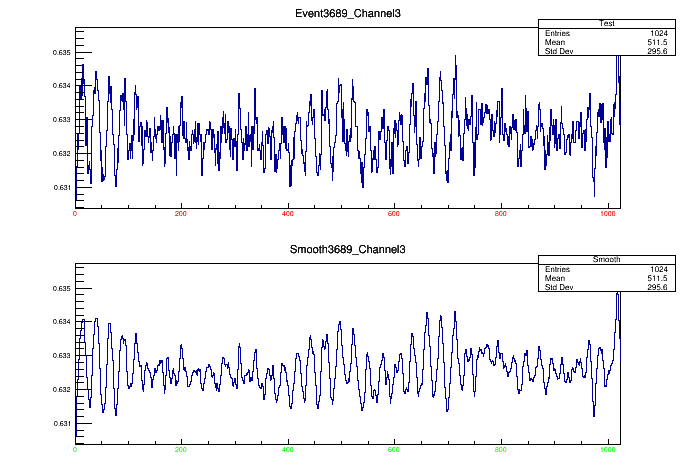 Event3689_Channel3
Test
Entries 1024
Mean 511.5
Std Dev 295.6
0.635
0.634
0.633
0.632
0.631
0 200 400 600 800 1000
Smooth3689_Channel3
Smooth
Entries 1024
Mean 511.5
Std Dev 295.6
0.635
0.634
0.633
0.632
0.631
0 200 400 600 800 1000